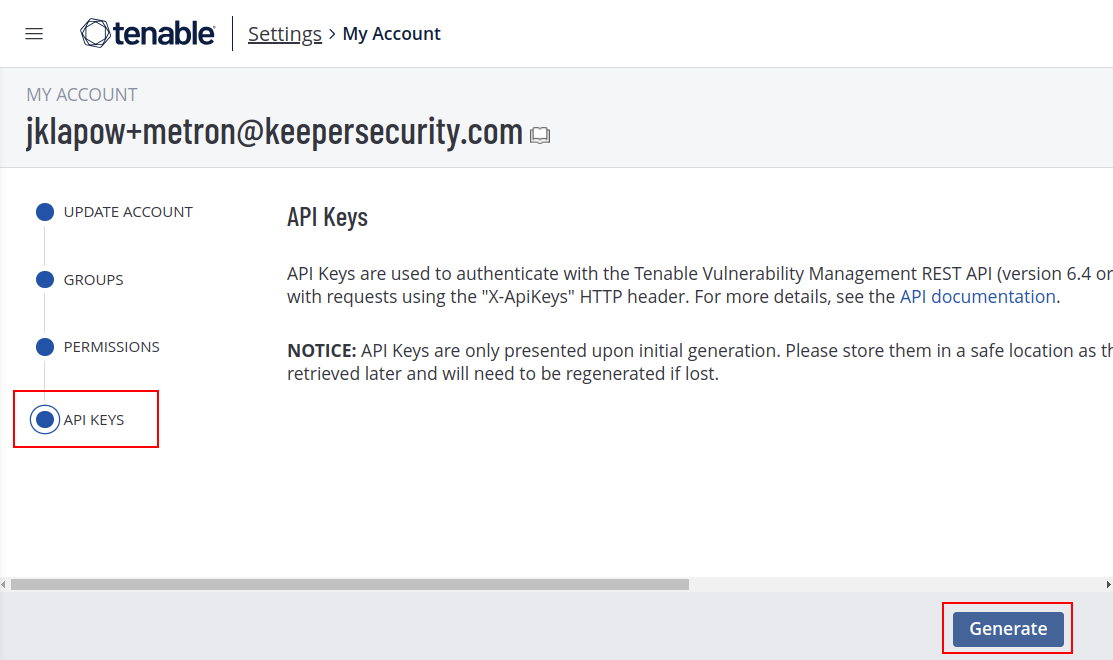 tenable Settings > My Account
MY ACCOUNT
jklapow+metron@keepersecurity.com
UPDATE ACCOUNT
GROUPS
PERMISSIONS
API KEYS
API Keys
API Keys are used to authenticate with the Tenable Vulnerability Management REST API (version 6.4 or
with requests using the "X-ApiKeys" HTTP header. For more details, see the API documentation.
NOTICE: API Keys are only presented upon initial generation. Please store them in a safe location as th
retrieved later and will need to be regenerated if lost.
Generate